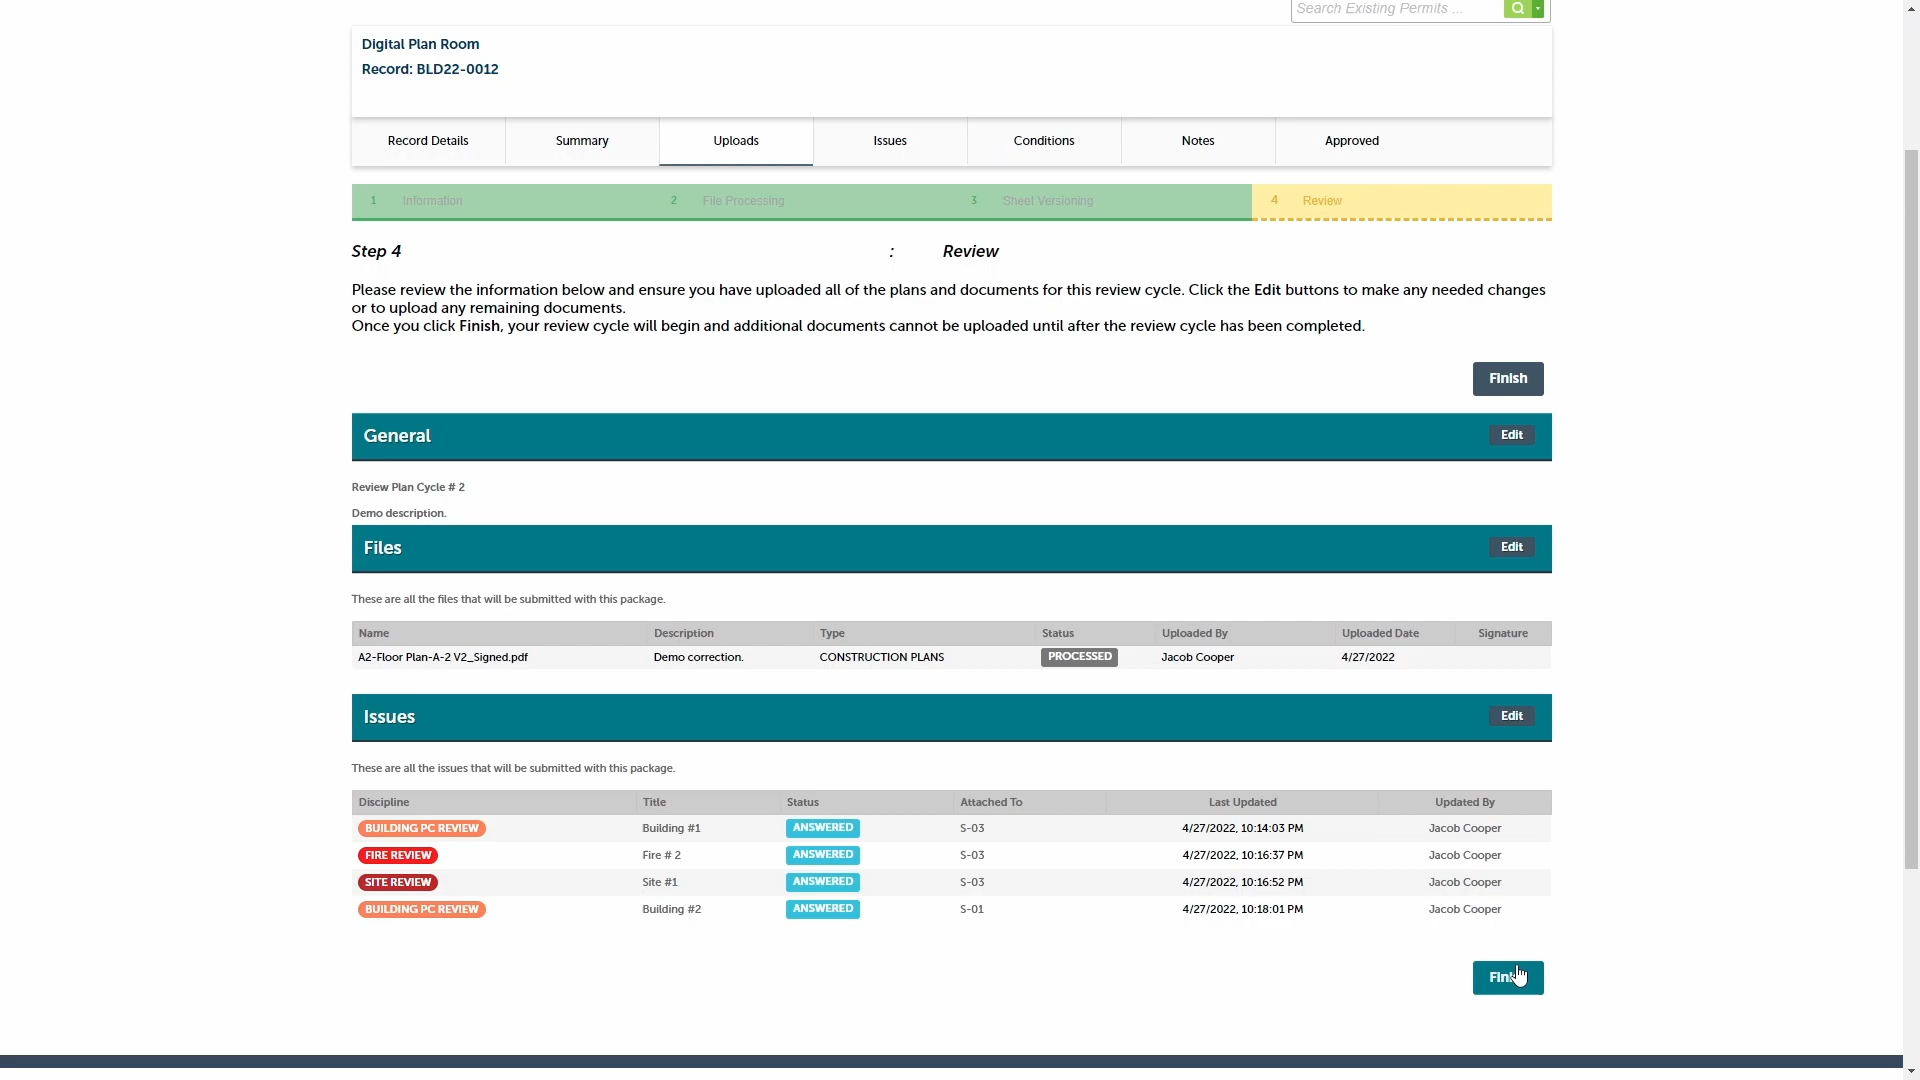 Search Existing Permits ...
Digital Plan Room
Record: BLD22-0012
Record Details Summary Uploads Issues Conditions Notes Approved
1 Information 2 File Processing 3 Sheet Versioning 4 Review
Step 4 : Review
Please review the information below and ensure you have uploaded all of the plans and documents for this review cycle. Click the Edit buttons to make any needed changes
or to upload any remaining documents.
Once you click Finish, your review cycle will begin and additional documents cannot be uploaded until after the review cycle has been completed.
Finish
General Edit
Review Plan Cycle # 2
Demo description.
Files Edit
These are all the files that will be submitted with this package.
Name Description Type Status Uploaded By Uploaded Date Signature
A2-Floor Plan-A-2 V2_Signed.pdf Demo correction. CONSTRUCTION PLANS PROCESSED Jacob Cooper 4/27/2022
Issues Edit
These are all the issues that will be submitted with this package.
Discipline Title Status Attached To Last Updated Updated By
BUILDING PC REVIEW Building #1 ANSWERED S-03 4/27/2022, 10:14:03 PM Jacob Cooper
FIRE REVIEW Fire # 2 ANSWERED S-03 4/27/2022, 10:16:37 PM Jacob Cooper
SITE REVIEW Site #1 ANSWERED S-03 4/27/2022, 10:16:52 PM Jacob Cooper
BUILDING PC REVIEW Building #2 ANSWERED S-01 4/27/2022, 10:18:01 PM Jacob Cooper